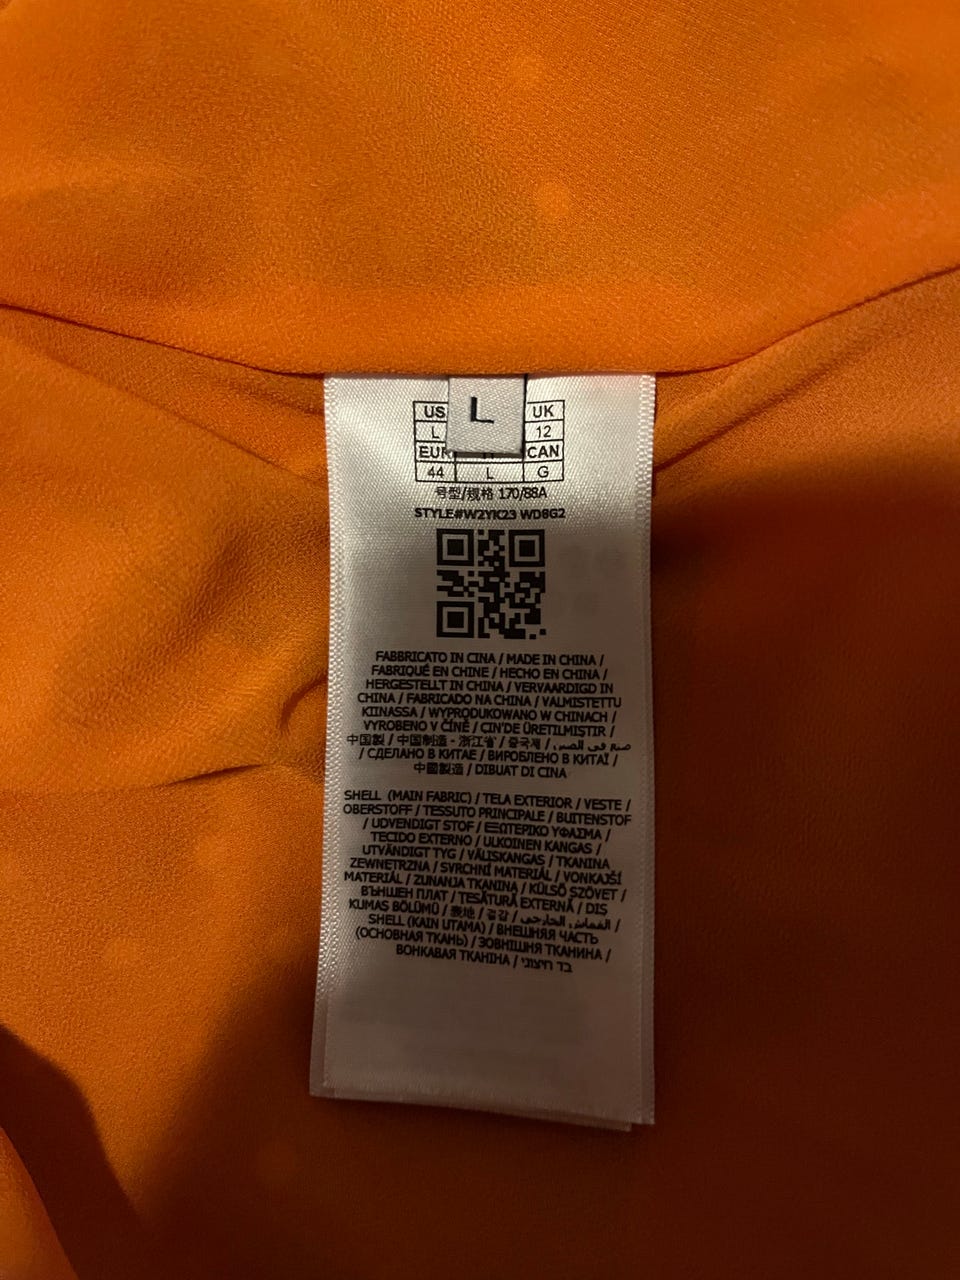 L
US UK
L 12
EUR CAN
44 L G
号型/规格 170/88A
STYLE#W2YK23 WD8G2
FABBRICATO IN CINA / MADE IN CHINA /
FABRIQUÉ EN CHINE / HECHO EN CHINA /
HERGESTELLT IN CHINA / VERVAARDIGD IN
CHINA / FABRICADO NA CHINA / VALMISTETTU
KIINASSA / WYPRODUKOWANO W CHINACH /
VYROBENO V ČÍNĚ / ÇIN'DE ÜRETILMIŞTIR /
中国製 / 中国制造 - 浙江省 / 중국제 / صنع في الصين
/ СДЕЛАНО В КИТАЕ / ВИРОБЛЕНО В КИТАЇ /
中國製造 / DIBUAT DI CINA
SHELL (MAIN FABRIC) / TELA EXTERIOR / VESTE /
OBERSTOFF / TESSUTO PRINCIPALE / BUITENSTOF
/ UDVENDIGT STOF / ΕΞΩΤΕΡΙΚΟ ΥΦΑΣΜΑ /
TECIDO EXTERNO / ULKOINEN KANGAS /
UTVÄNDIGT TYG / VÄLISKANGAS / TKANINA
ZEWNĘTRZNA / SVRCHNÍ MATERIÁL / VONKAJŠÍ
MATERIÁL / ZUNANJA TKANINA / KÜLSŐ SZÖVET /
ВЪНШЕН ПЛАТ / TESĂTURĂ EXTERNĂ / DIS
KUMAS BÖLÜMÜ / 表地 / 겉감 / القماش الخارجي /
SHELL (KAIN UTAMA) / ВНЕШНЯЯ ЧАСТЬ
(ОСНОВНАЯ ТКАНЬ) / ЗОВНІШНЯ ТКАНИНА /
ВОНКАВАЯ ТКАНІНА / בד חיצוני